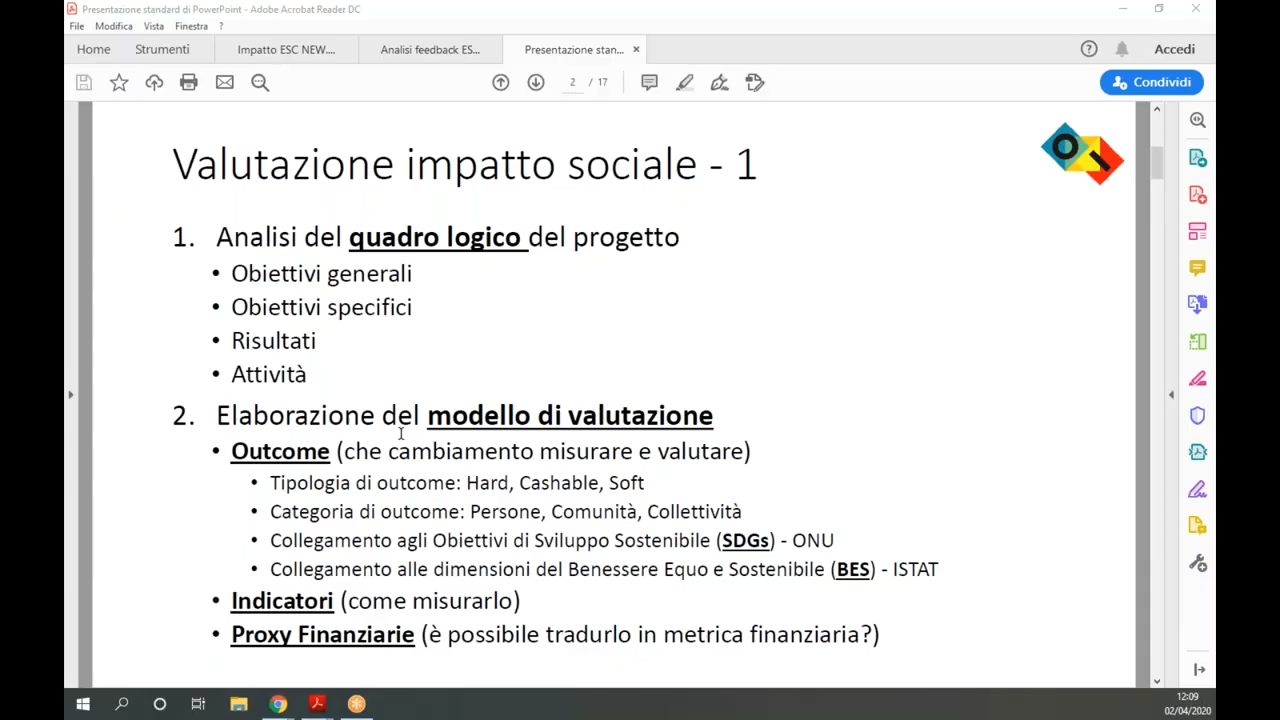 Presentazione standard di PowerPoint - Adobe Acrobat Reader DC
File Modifica Vista Finestra ?
Home Strumenti Impatto ESC NEW.... Analisi feedback ES... Presentazione stan... × Accedi
2 / 17 Condividi
Valutazione impatto sociale - 1
1. Analisi del quadro logico del progetto
• Obiettivi generali
• Obiettivi specifici
• Risultati
• Attività
2. Elaborazione del modello di valutazione
• Outcome (che cambiamento misurare e valutare)
• Tipologia di outcome: Hard, Cashable, Soft
• Categoria di outcome: Persone, Comunità, Collettività
• Collegamento agli Obiettivi di Sviluppo Sostenibile (SDGs) - ONU
• Collegamento alle dimensioni del Benessere Equo e Sostenibile (BES) - ISTAT
• Indicatori (come misurarlo)
• Proxy Finanziarie (è possibile tradurlo in metrica finanziaria?)
12:09
02/04/2020